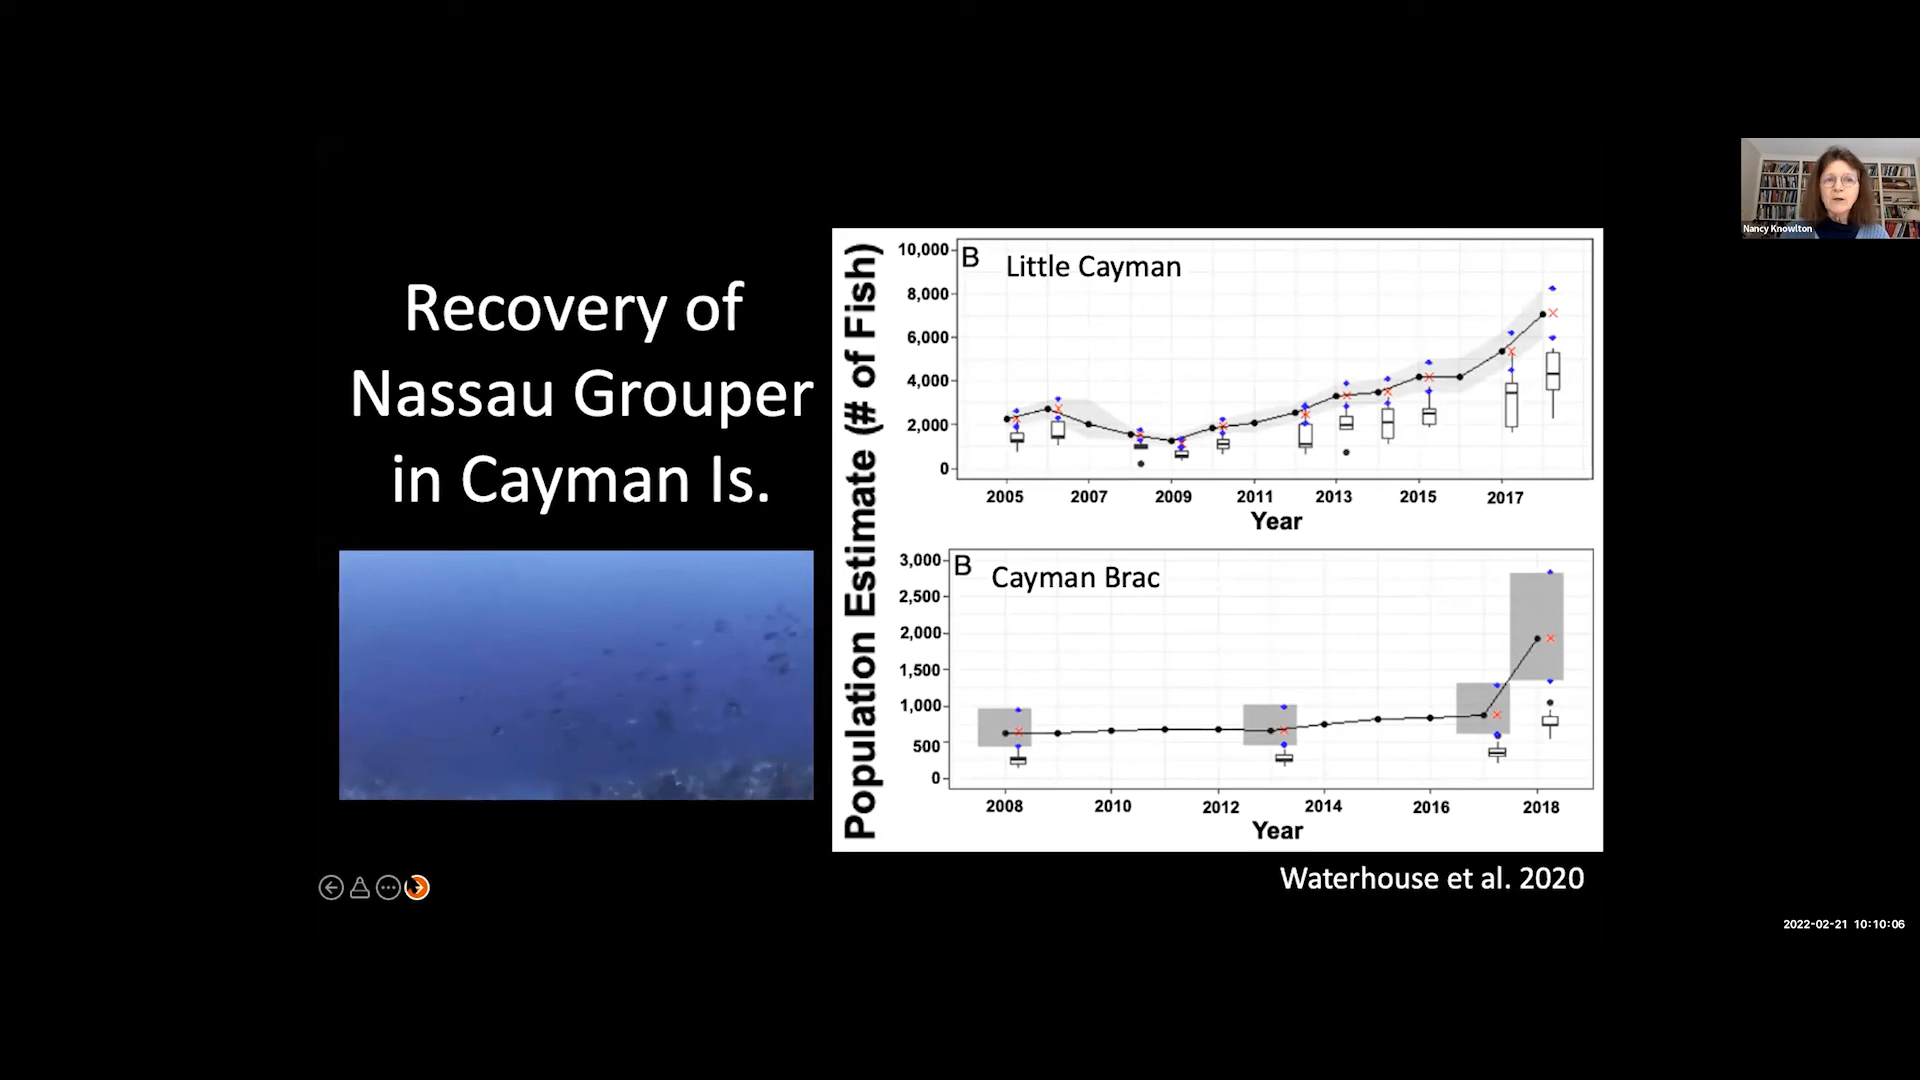 Nancy Knowlton
Recovery of
Nassau Grouper
in Cayman Is.
Population Estimate (# of Fish)
B
Little Cayman
10,000
8,000
6,000
4,000
2,000
0
2005 2007 2009 2011 2013 2015 2017
Year
B
Cayman Brac
3,000
2,500
2,000
1,500
1,000
500
0
2008 2010 2012 2014 2016 2018
Year
Waterhouse et al. 2020
2022-02-21 10:10:06